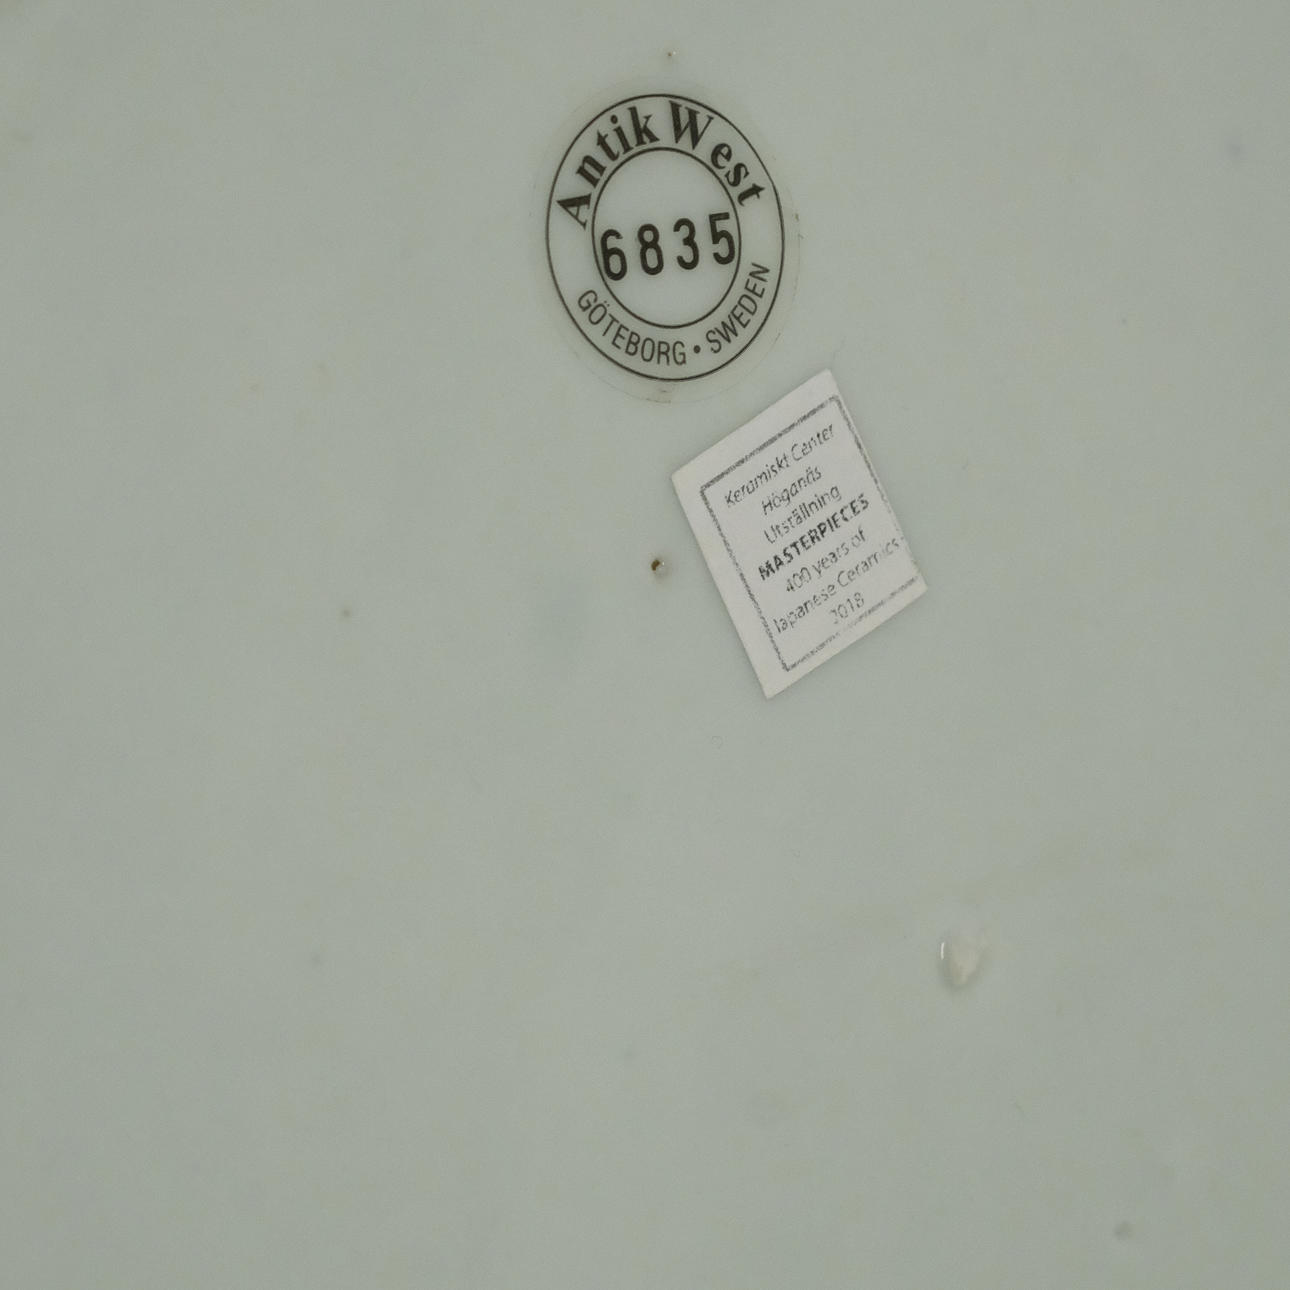 Antik West
6835
GÖTEBORG • SWEDEN
Keramiskt Center
Höganäs
Utställning
MASTERPIECES
400 years of
Japanese Ceramics
2018